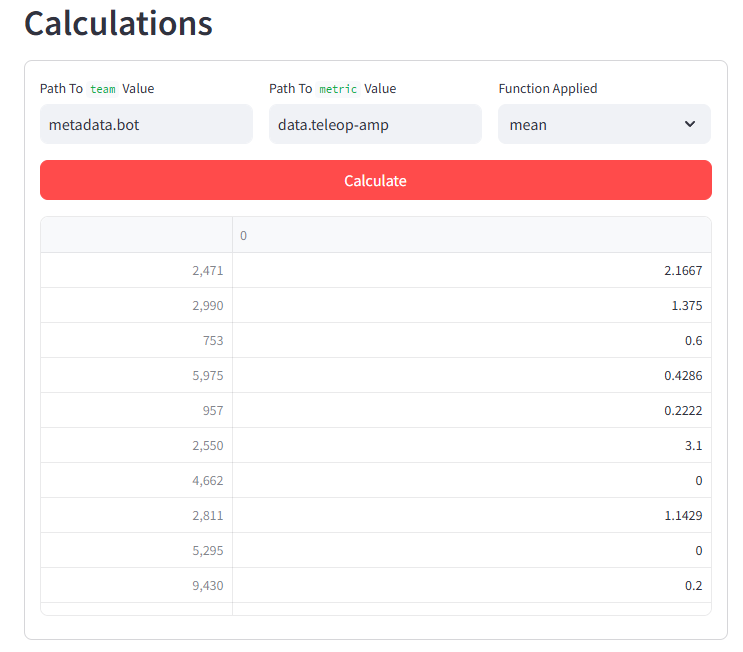 Calculations
Path To team Value Path To metric Value Function Applied
metadata.bot data.teleop-amp mean
Calculate
0
2,471 2.1667
2,990 1.375
753 0.6
5,975 0.4286
957 0.2222
2,550 3.1
4,662 0
2,811 1.1429
5,295 0
9,430 0.2